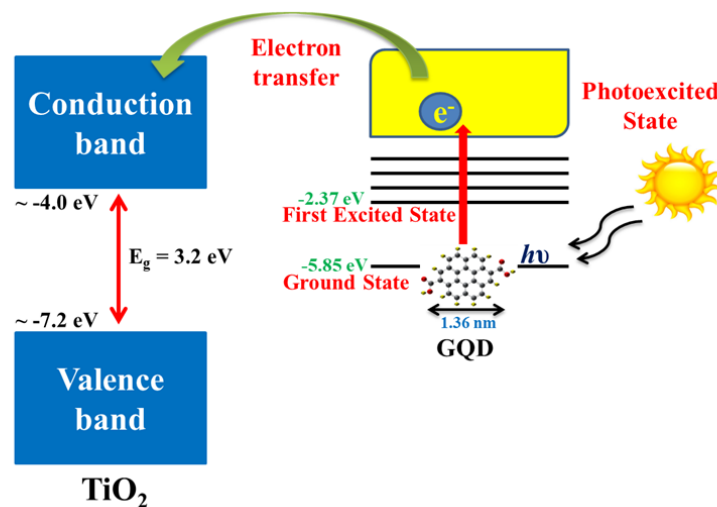 Conduction
band
~ -4.0 eV
E_g = 3.2 eV
~ -7.2 eV
Valence
band
TiO₂
Electron
transfer
e⁻
Photoexcited
State
-2.37 eV
First Excited State
-5.85 eV
Ground State
hυ
1.36 nm
GQD